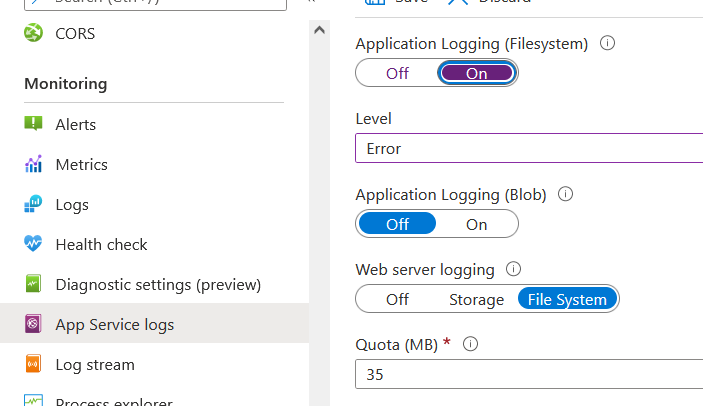 CORS
Monitoring
Alerts
Metrics
Logs
Health check
Diagnostic settings (preview)
App Service logs
Log stream
Process explorer
Save Discard
Application Logging (Filesystem)
Off On
Level
Error
Application Logging (Blob)
Off On
Web server logging
Off Storage File System
Quota (MB) *
35